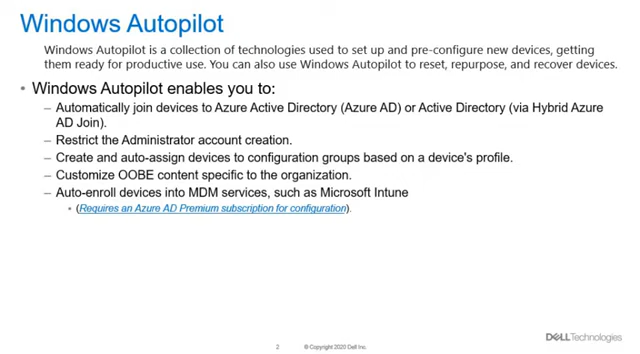 Windows Autopilot
Windows Autopilot is a collection of technologies used to set up and pre-configure new devices, getting
them ready for productive use. You can also use Windows Autopilot to reset, repurpose, and recover devices.
• Windows Autopilot enables you to:
– Automatically join devices to Azure Active Directory (Azure AD) or Active Directory (via Hybrid Azure
AD Join).
– Restrict the Administrator account creation.
– Create and auto-assign devices to configuration groups based on a device's profile.
– Customize OOBE content specific to the organization.
– Auto-enroll devices into MDM services, such as Microsoft Intune
• (Requires an Azure AD Premium subscription for configuration).
DELLTechnologies
2 © Copyright 2020 Dell Inc.